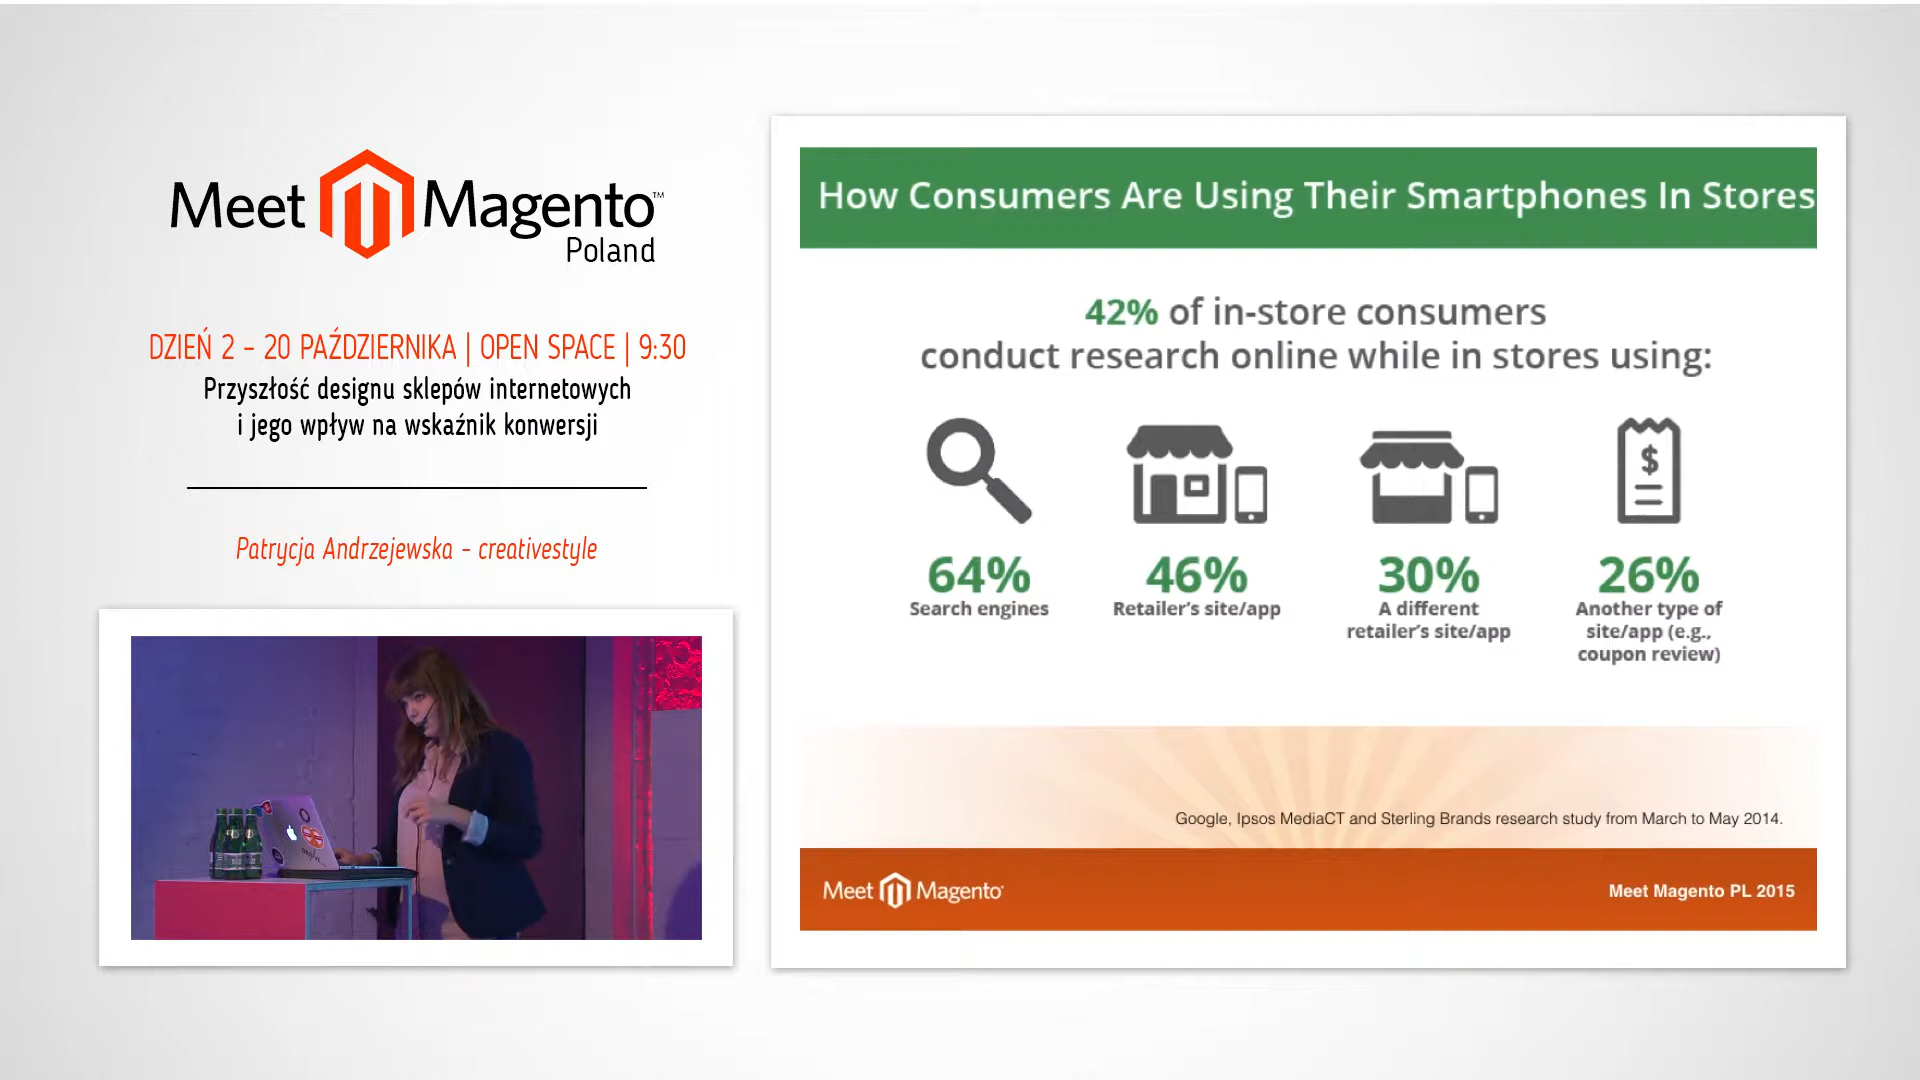 Meet Magento™
Poland
DZIEŃ 2 – 20 PAŹDZIERNIKA | OPEN SPACE | 9:30
Przyszłość designu sklepów internetowych
i jego wpływ na wskaźnik konwersji
Patrycja Andrzejewska - creativestyle
How Consumers Are Using Their Smartphones In Stores
42% of in-store consumers
conduct research online while in stores using:
$
64%
Search engines
46%
Retailer's site/app
30%
A different
retailer's site/app
26%
Another type of
site/app (e.g.,
coupon review)
Google, Ipsos MediaCT and Sterling Brands research study from March to May 2014.
Meet Magento
Meet Magento PL 2015